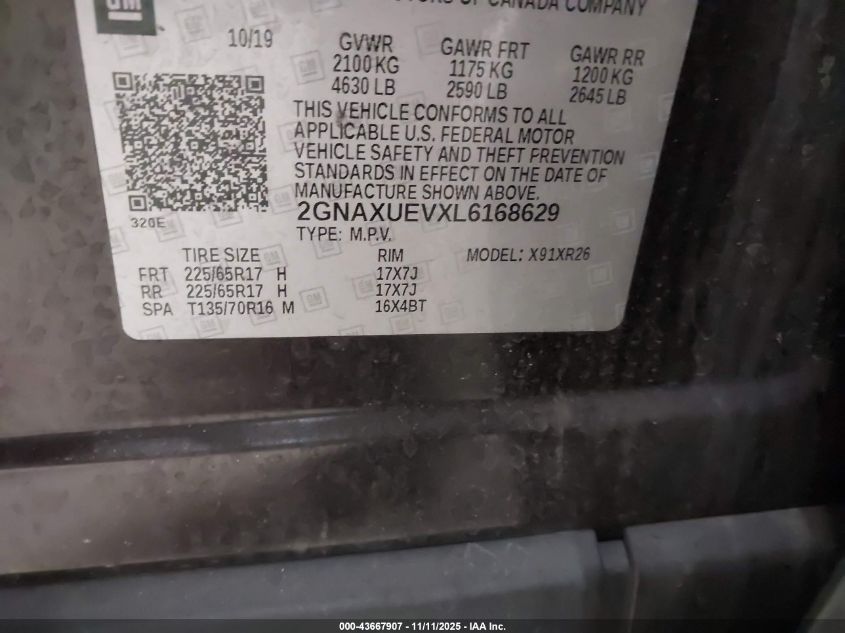 GM
OF CANADA COMPANY
10/19
GVWR GAWR FRT GAWR RR
2100 KG 1175 KG 1200 KG
4630 LB 2590 LB 2645 LB
THIS VEHICLE CONFORMS TO ALL
APPLICABLE U.S. FEDERAL MOTOR
VEHICLE SAFETY AND THEFT PREVENTION
STANDARDS IN EFFECT ON THE DATE OF
MANUFACTURE SHOWN ABOVE.
2GNAXUEVXL6168629
320E
TYPE: M.P.V.
TIRE SIZE RIM MODEL: X91XR26
FRT 225/65R17 H 17X7J
RR 225/65R17 H 17X7J
SPA T135/70R16 M 16X4BT
000-43667907 - 11/11/2025 - IAA Inc.